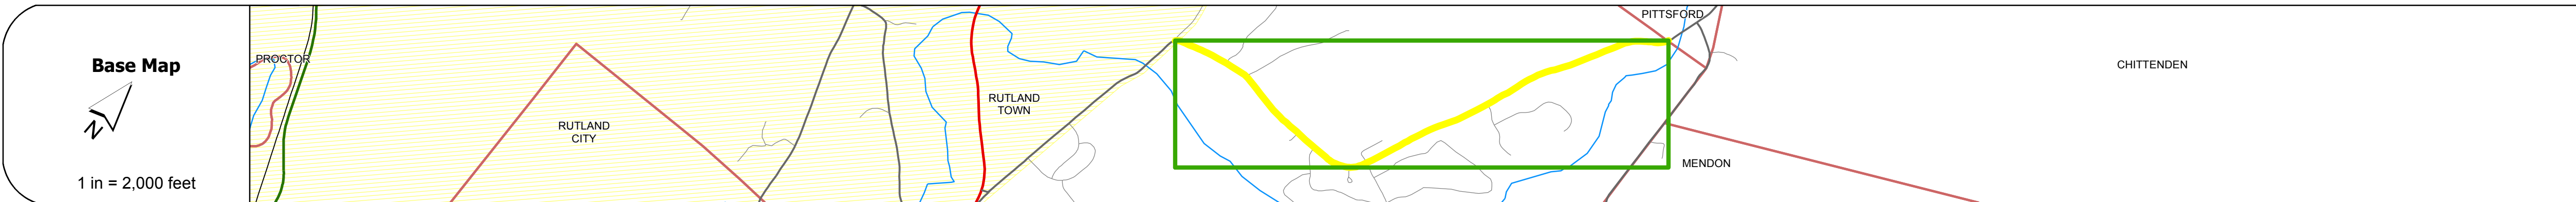 Base Map
N
1 in = 2,000 feet
PROCTOR
RUTLAND
CITY
RUTLAND
TOWN
PITTSFORD
MENDON
CHITTENDEN